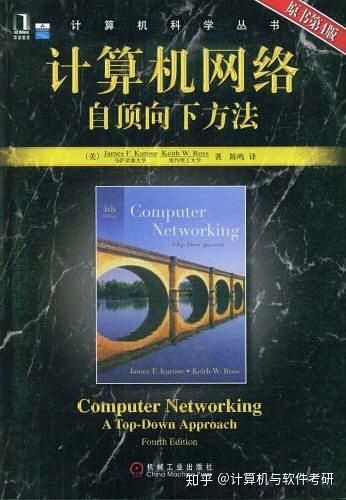 华章教育
计算机科学丛书
原书第4版
计算机网络
自顶向下方法
（美） James F. Kurose Keith W. Ross 著 陈鸣 译
马萨诸塞大学 纽约理工大学
4th
Edition
Computer
Networking
A Top-Down Approach
James F. Kurose • Keith W. Ross
Computer Networking
A Top-Down Approach
Fourth Edition
机械工业出版社
China Machine Press
知乎 @计算机与软件考研